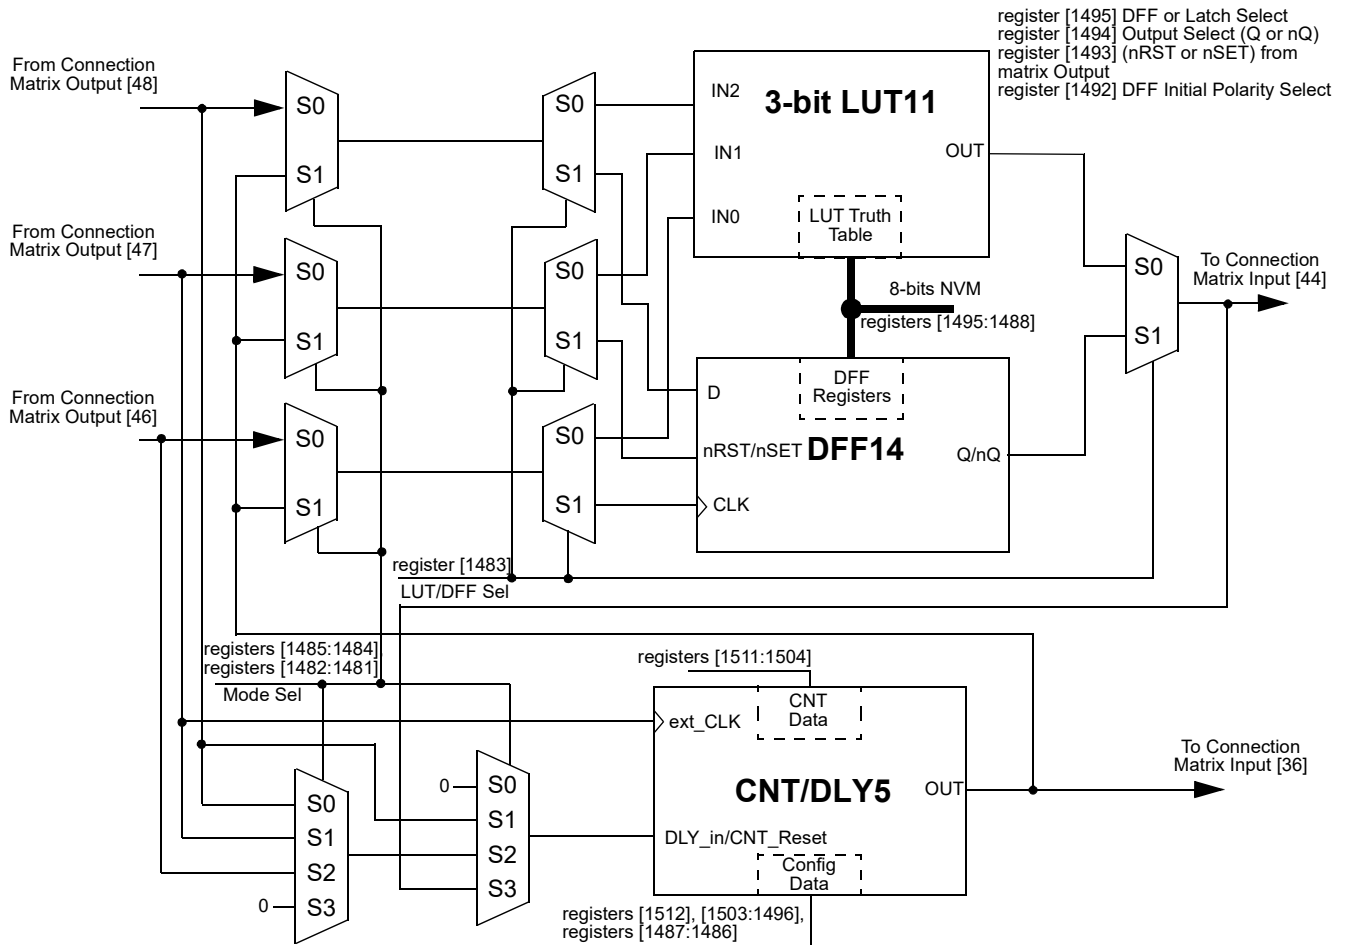 register [1495] DFF or Latch Select
register [1494] Output Select (Q or nQ)
register [1493] (nRST or nSET) from
matrix Output
register [1492] DFF Initial Polarity Select
From Connection
Matrix Output [48]
S0
S1
S0
S1
IN2
3-bit LUT11
IN1
OUT
IN0
LUT Truth
Table
From Connection
Matrix Output [47]
S0
S1
S0
S1
8-bits NVM
registers [1495:1488]
S0
S1
To Connection
Matrix Input [44]
From Connection
Matrix Output [46]
S0
S1
S0
S1
DFF
Registers
D
nRST/nSET
DFF14
Q/nQ
CLK
register [1483]
LUT/DFF Sel
registers [1485:1484],
registers [1482:1481]
Mode Sel
registers [1511:1504]
CNT
Data
ext_CLK
CNT/DLY5
OUT
To Connection
Matrix Input [36]
DLY_in/CNT_Reset
Config
Data
0
S0
S1
S2
S3
S0
S1
S2
0
S3
registers [1512], [1503:1496],
registers [1487:1486]